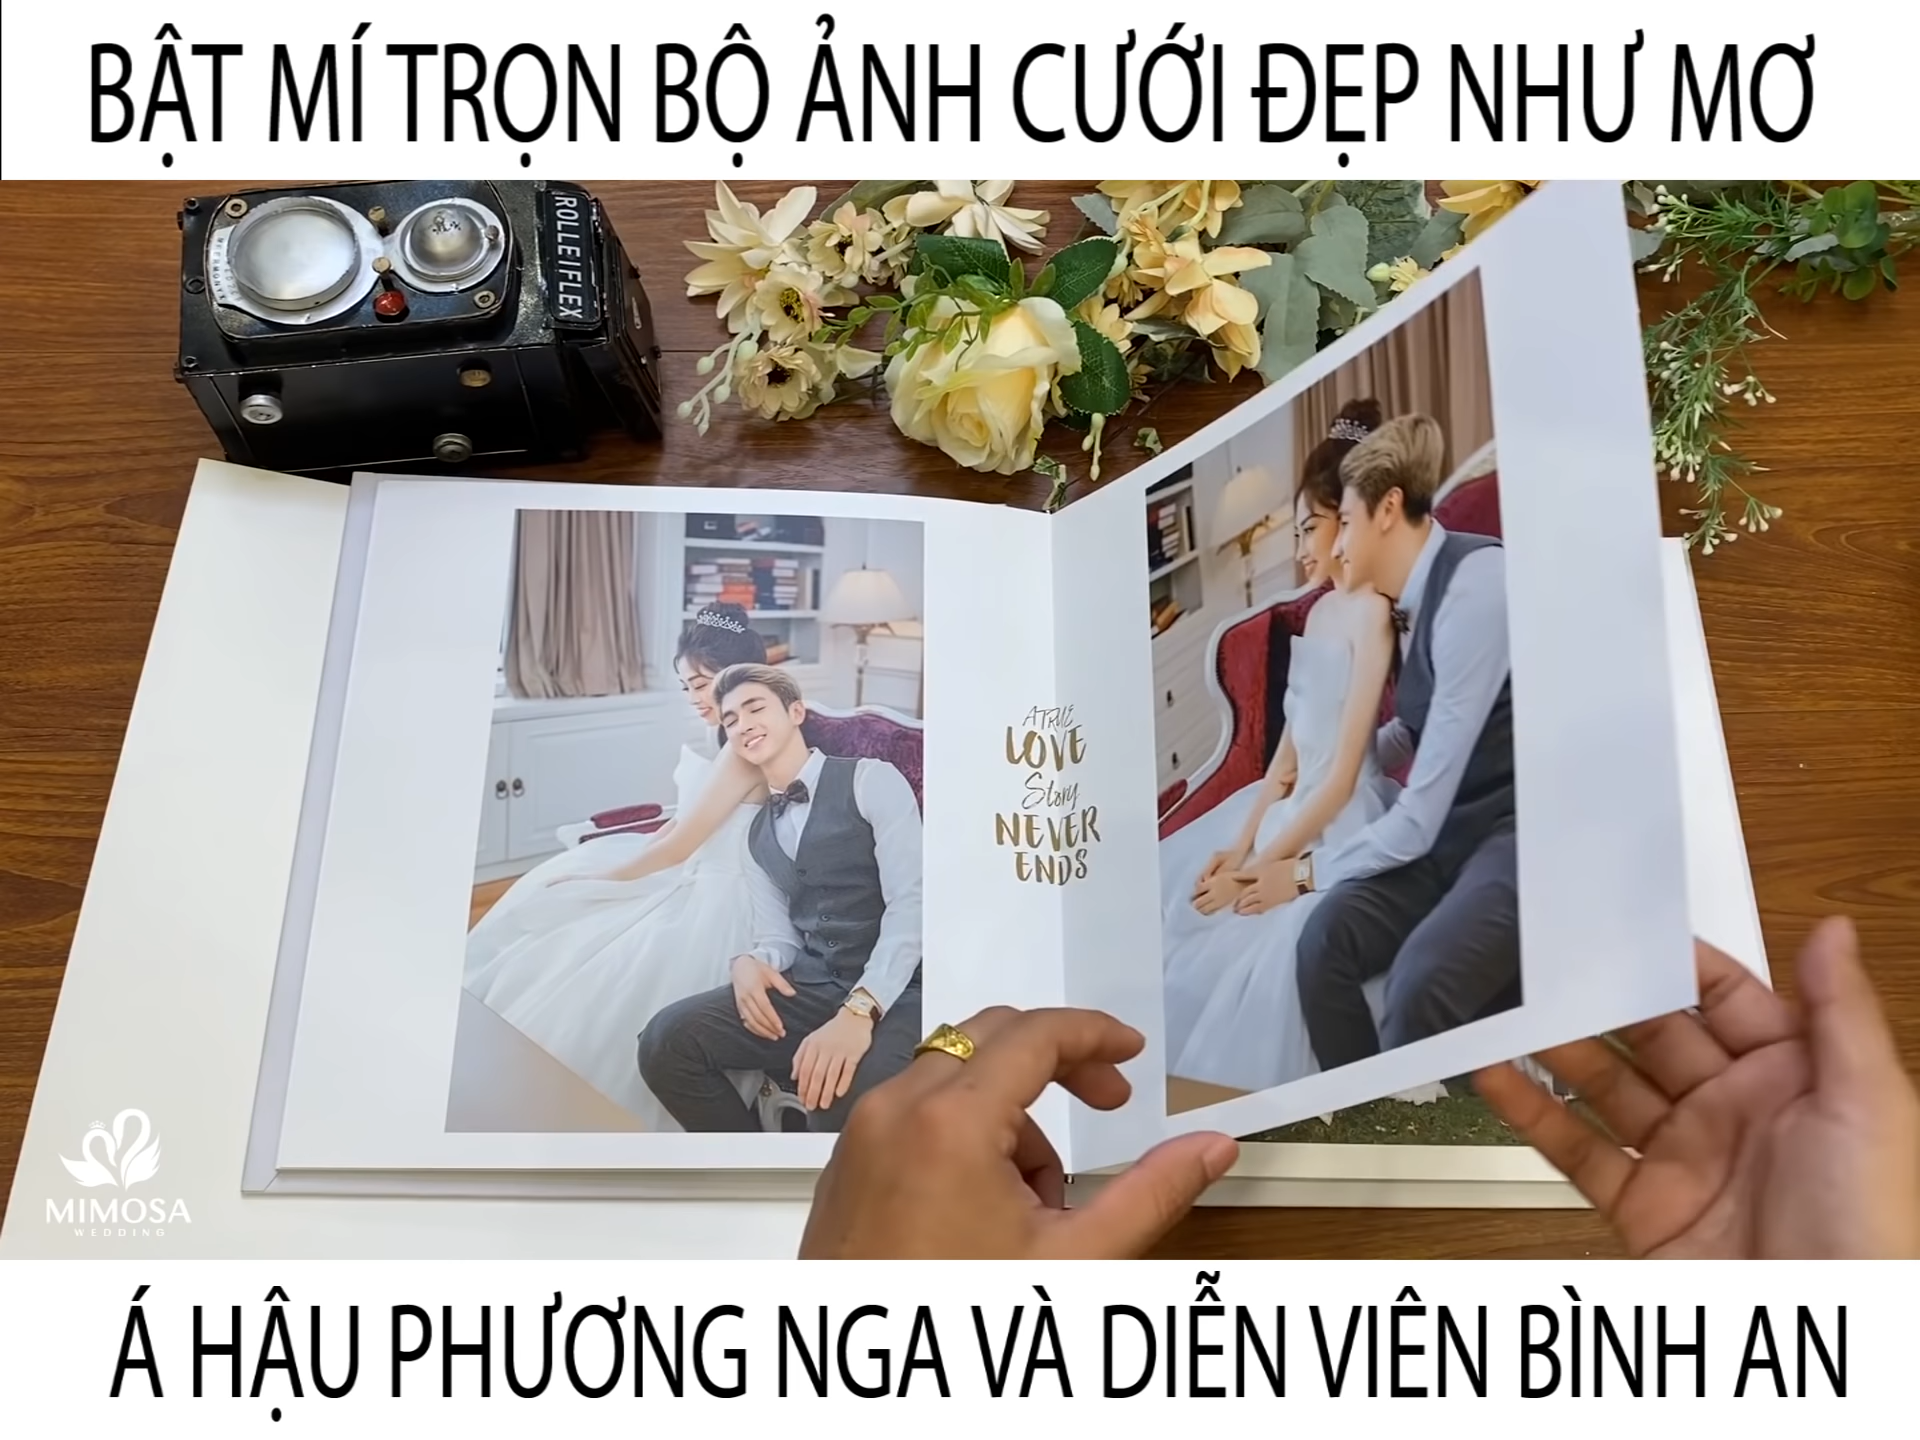 BẬT MÍ TRỌN BỘ ẢNH CƯỚI ĐẸP NHƯ MƠ
ROLLEIFLEX
A TRUE
LOVE
Story
NEVER
ENDS
MIMOSA
WEDDING
Á HẬU PHƯƠNG NGA VÀ DIỄN VIÊN BÌNH AN